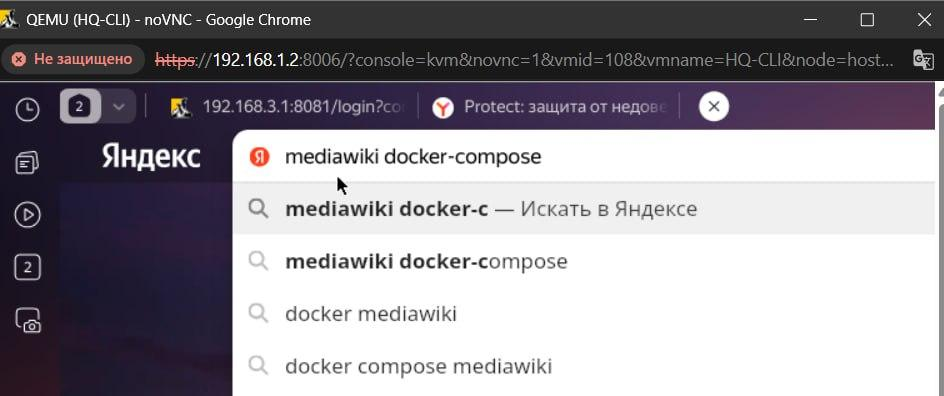 QEMU (HQ-CLI) - noVNC - Google Chrome
Не защищено https://192.168.1.2:8006/?console=kvm&novnc=1&vmid=108&vmname=HQ-CLI&node=host...
2 192.168.3.1:8081/login?co Protect: защита от недове
Яндекс
Я mediawiki docker-compose
mediawiki docker-c — Искать в Яндексе
mediawiki docker-compose
2
docker mediawiki
docker compose mediawiki